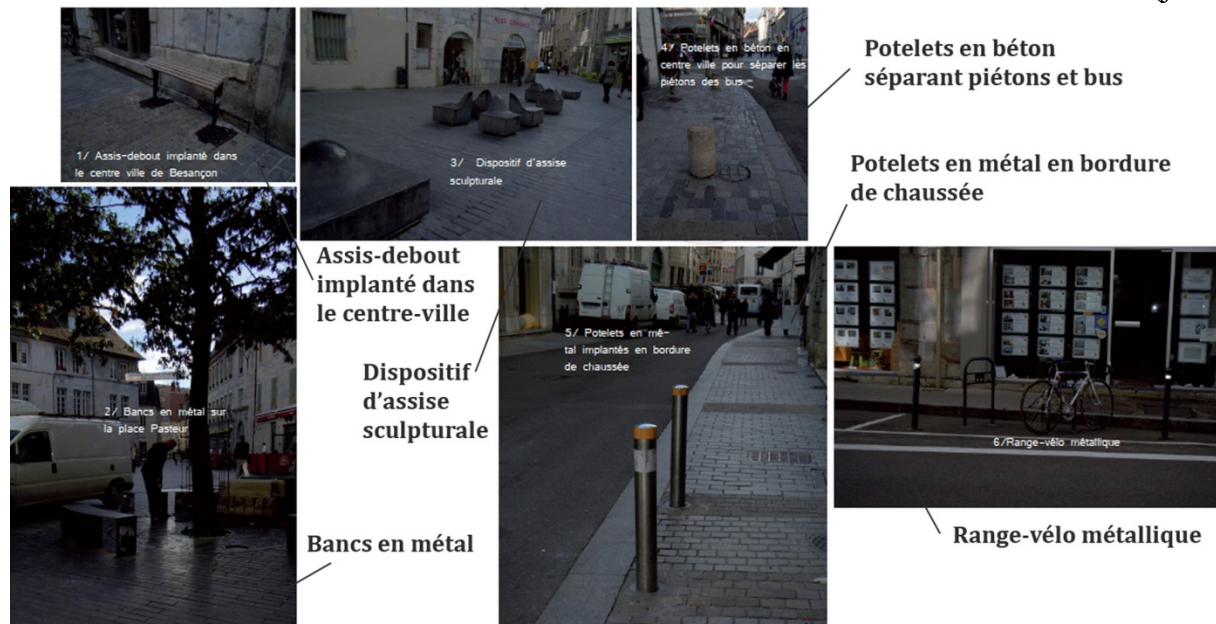 1/ Assis-debout implanté dans
le centre ville de Besançon
3/ Dispositif d'assise
sculpturale
4/ Potelets en béton en
centre ville pour séparer les
piétons des bus
Potelets en béton
séparant piétons et bus
Potelets en métal en bordure
de chaussée
Assis-debout
implanté dans
le centre-ville
Dispositif
d'assise
sculpturale
2/ Bancs en métal sur
la place Pasteur
5/ Potelets en mé-
tal implantés en bordure
de chaussée
6/Range-vélo métallique
Bancs en métal
Range-vélo métallique